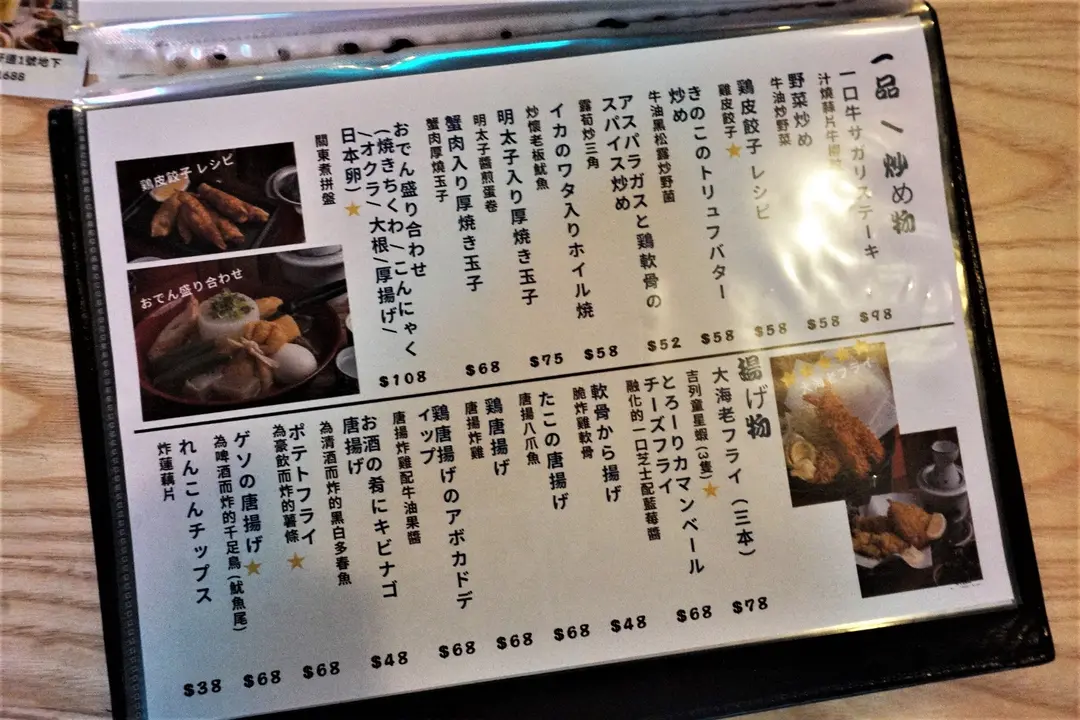 街道1號地下
1688
一品/炒め物
一口牛サガリステーキ
汁燒蘇片牛
$98
野菜炒め
牛油炒野菜
$58
鶏皮餃子レシピ
雞皮餃子★
$58
きのこのトリュフバター
炒め
牛油黑松露炒野菌
$58
アスパラガスと鶏軟骨の
スパイス炒め
露荀炒三角
$52
イカのワタ入りホイル焼
炒懷老板魷魚
$58
明太子入り厚焼き玉子
明太子醬煎蛋卷
$75
蟹肉入り厚焼き玉子
蟹肉厚燒玉子
$68
おでん盛り合わせ
(焼きちくわ/こんにゃく
/オクラ/大根/厚揚げ/
日本卵)★
關東煮拼盤
$108
鶏皮餃子レシピ
おでん盛り合わせ
揚げ物
大海老フライ(三本)
吉列童星蝦(3隻)★
$78
とろーりカマンベール
チーズフライ
融化的一口芝士配藍莓醬
$68
軟骨から揚げ
脆炸雞軟骨
$48
たこの唐揚げ
唐揚八爪魚
$68
鶏唐揚げ
唐揚炸雞
$68
鶏唐揚げのアボカドデ
ィップ
唐揚炸雞配牛油果醬
$68
お酒の肴にキビナゴ
唐揚げ
為清酒而炸的黑白多春魚
$48
ポテトフライ
為豪飲而炸的薯條★
$68
ゲソの唐揚げ★
為啤酒而炸的千足鳥(魷魚尾)
$68
れんこんチップス
炸蓮藕片
$38
大海老フライ